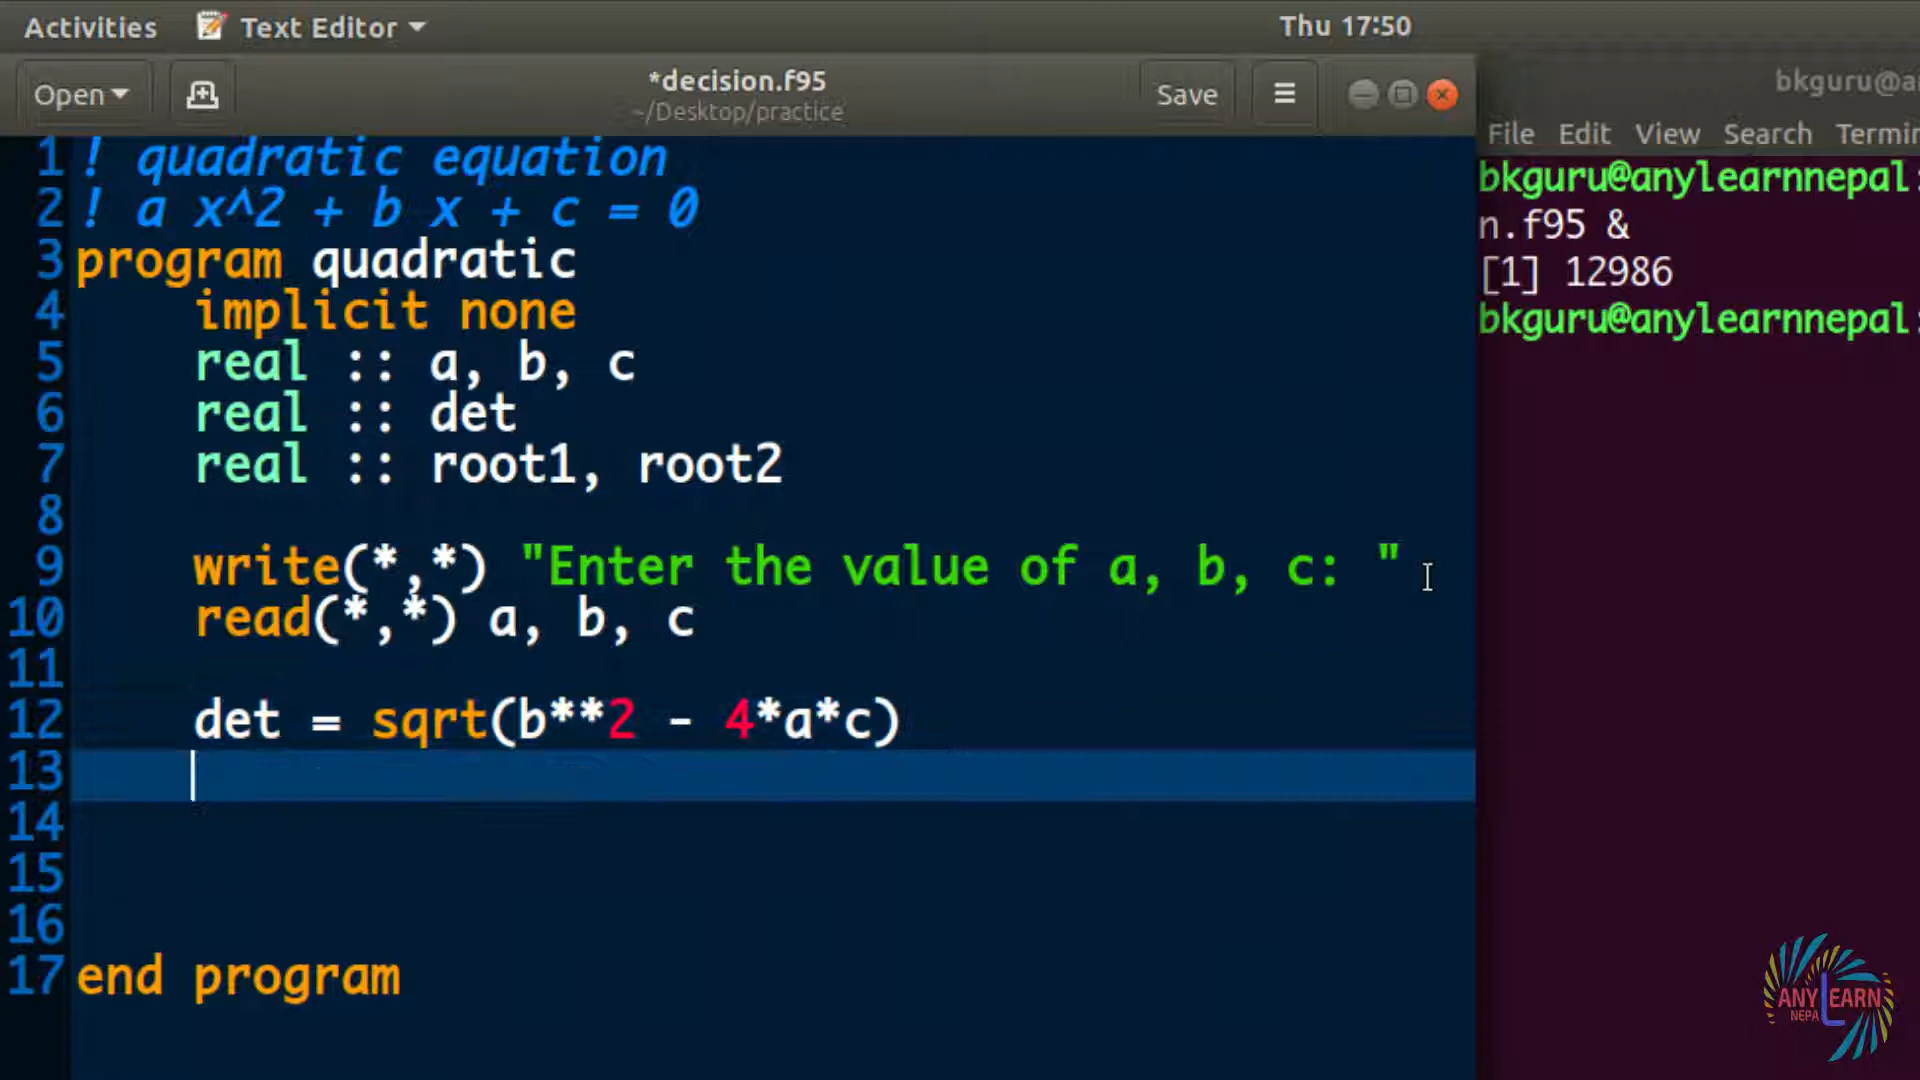 Activities Text Editor Thu 17:50
Open *decision.f95 Save
~/Desktop/practice
1 ! quadratic equation
2 ! a x^2 + b x + c = 0
3 program quadratic
4 implicit none
5 real :: a, b, c
6 real :: det
7 real :: root1, root2
8
9 write(*,*) "Enter the value of a, b, c: "
10 read(*,*) a, b, c
11
12 det = sqrt(b**2 - 4*a*c)
13
14
15
16
17 end program
bkguru@a
File Edit View Search Termin
bkguru@anylearnnepal:
n.f95 &
[1] 12986
bkguru@anylearnnepal:
ANY LEARN
NEPAL